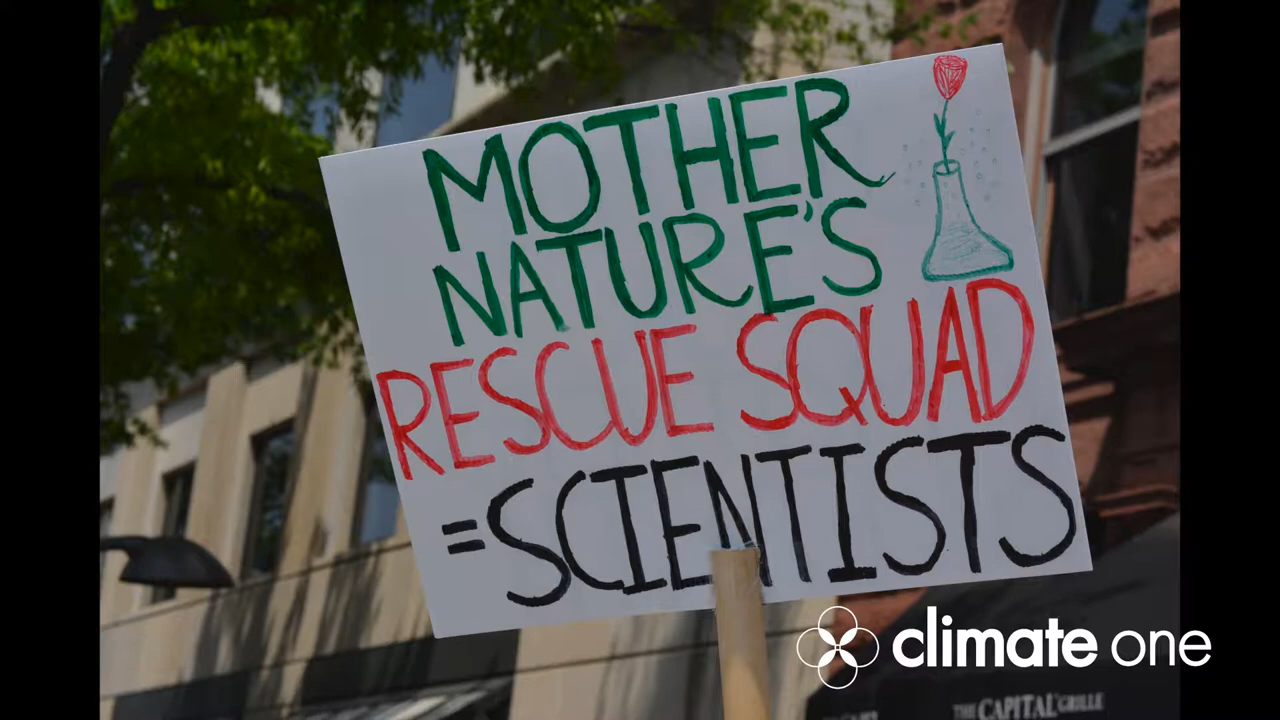 MOTHER
NATURE'S
RESCUE SQUAD
=SCIENTISTS
climate one
THE CAPITAL GRILLE